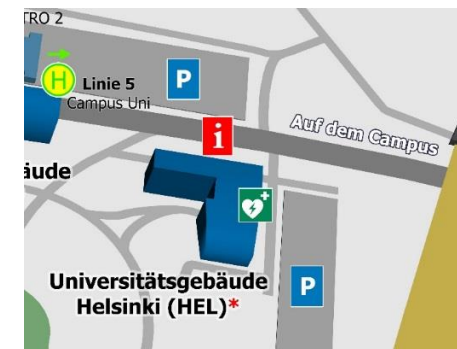 TRO 2
H
Linie 5
Campus Uni
P
i
Auf dem Campus
äude
Universitätsgebäude
Helsinki (HEL)*
P